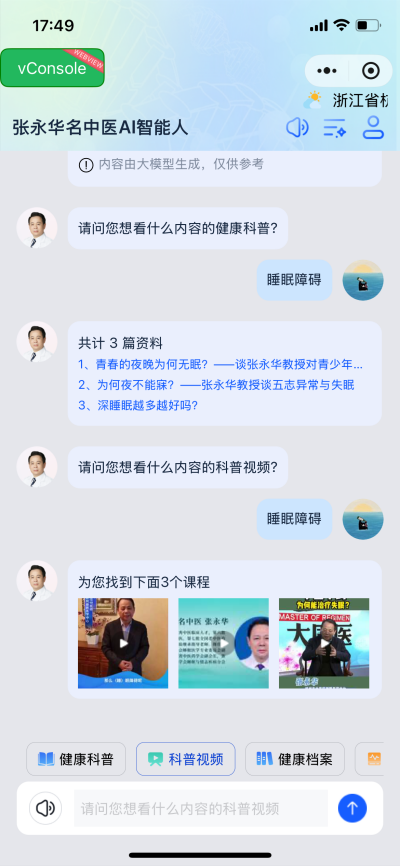 17:49
vConsole
WEBVIEW
浙江省杭
张永华名中医AI智能人
内容由大模型生成，仅供参考
请问您想看什么内容的健康科普?
睡眠障碍
共计 3 篇资料
1、青春的夜晚为何无眠？——谈张永华教授对青少年...
2、为何夜不能寐？——张永华教授谈五志异常与失眠
3、深睡眠越多越好吗?
请问您想看什么内容的科普视频?
睡眠障碍
为您找到下面3个课程
名中医 张永华
为何能治疗失眠?
MASTER OF REGIMEN
大国医
张永华
健康科普
科普视频
健康档案
请问您想看什么内容的科普视频